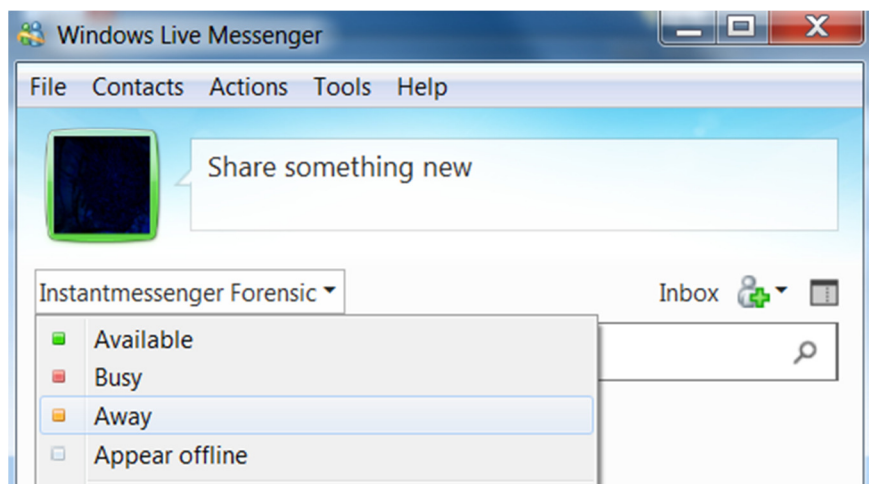 Windows Live Messenger
File Contacts Actions Tools Help
Share something new
Instantmessenger Forensic Inbox
Available
Busy
Away
Appear offline